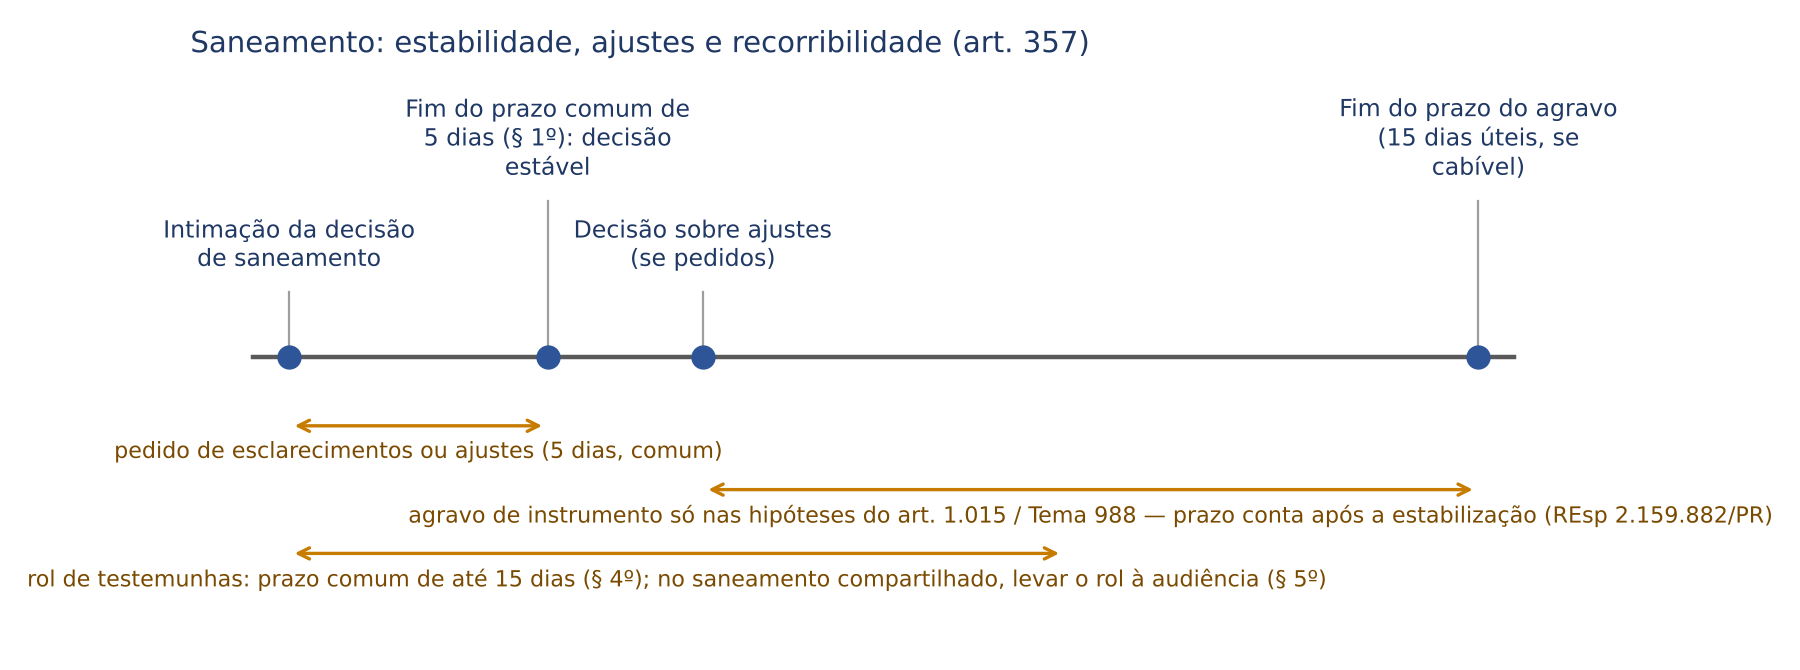 Saneamento: estabilidade, ajustes e recorribilidade (art. 357)
Fim do prazo comum de
5 dias (§ 1º): decisão
estável
Fim do prazo do agravo
(15 dias úteis, se
cabível)
Intimação da decisão
de saneamento
Decisão sobre ajustes
(se pedidos)
pedido de esclarecimentos ou ajustes (5 dias, comum)
agravo de instrumento só nas hipóteses do art. 1.015 / Tema 988 — prazo conta após a estabilização (REsp 2.159.882/PR)
rol de testemunhas: prazo comum de até 15 dias (§ 4º); no saneamento compartilhado, levar o rol à audiência (§ 5º)